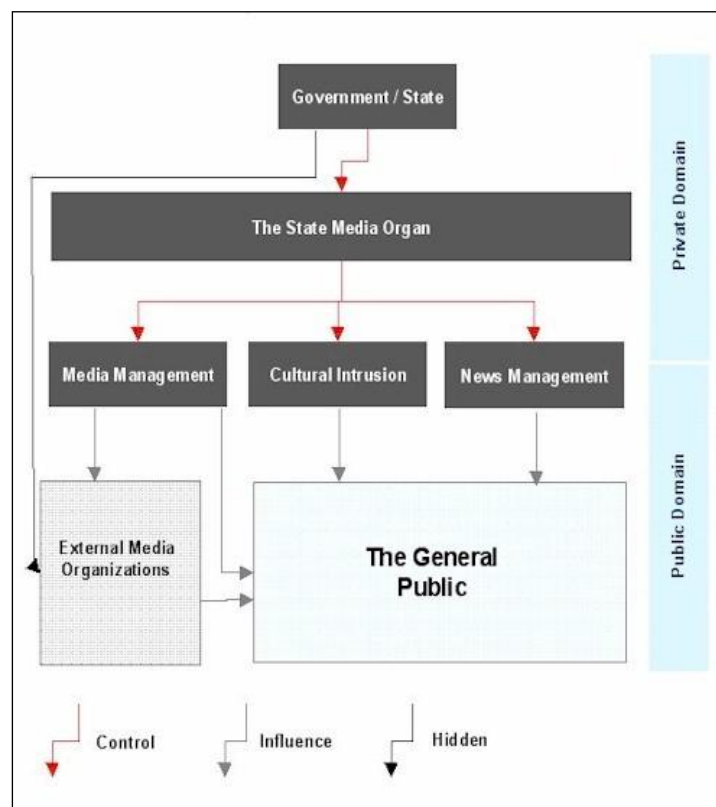 Government / State
The State Media Organ
Media Management
Cultural Intrusion
News Management
External Media
Organizations
The General
Public
Private Domain
Public Domain
Control
Influence
Hidden